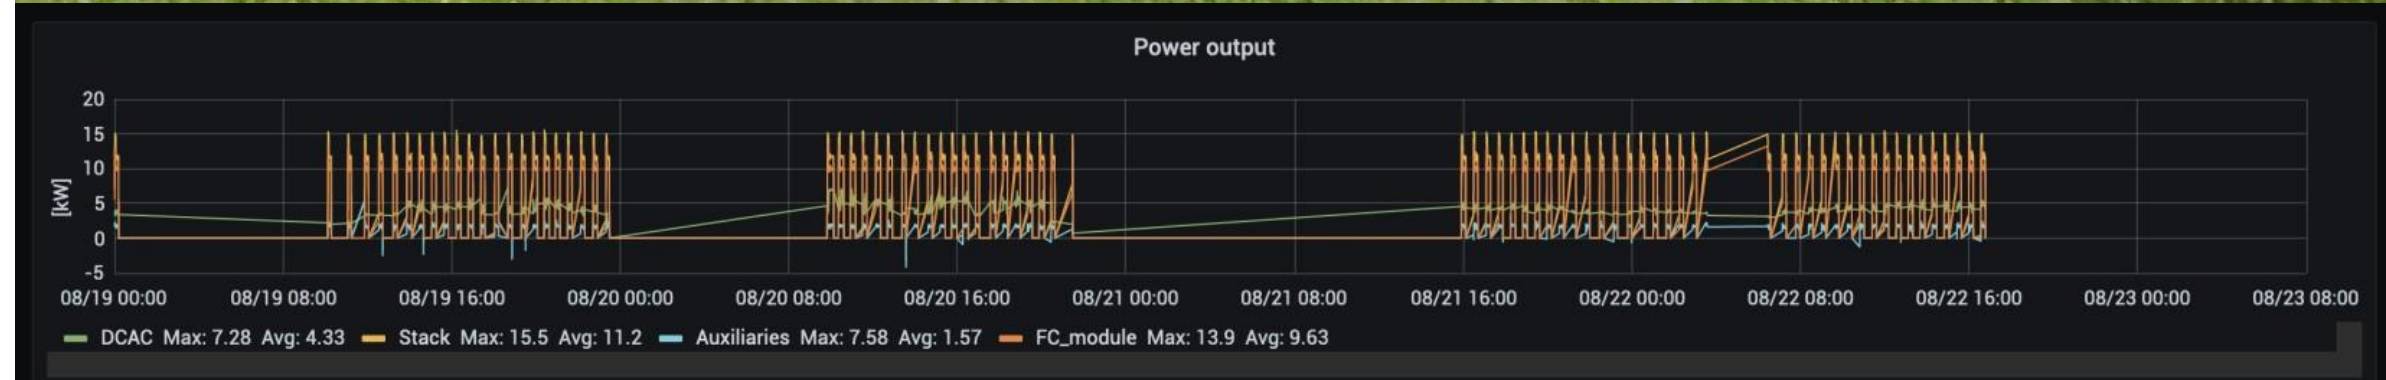 Power output
20
15
10
5
0
-5
[kW]
08/19 00:00 08/19 08:00 08/19 16:00 08/20 00:00 08/20 08:00 08/20 16:00 08/21 00:00 08/21 08:00 08/21 16:00 08/22 00:00 08/22 08:00 08/22 16:00 08/23 00:00 08/23 08:00
DCAC Max: 7.28 Avg: 4.33 Stack Max: 15.5 Avg: 11.2 Auxiliaries Max: 7.58 Avg: 1.57 FC_module Max: 13.9 Avg: 9.63